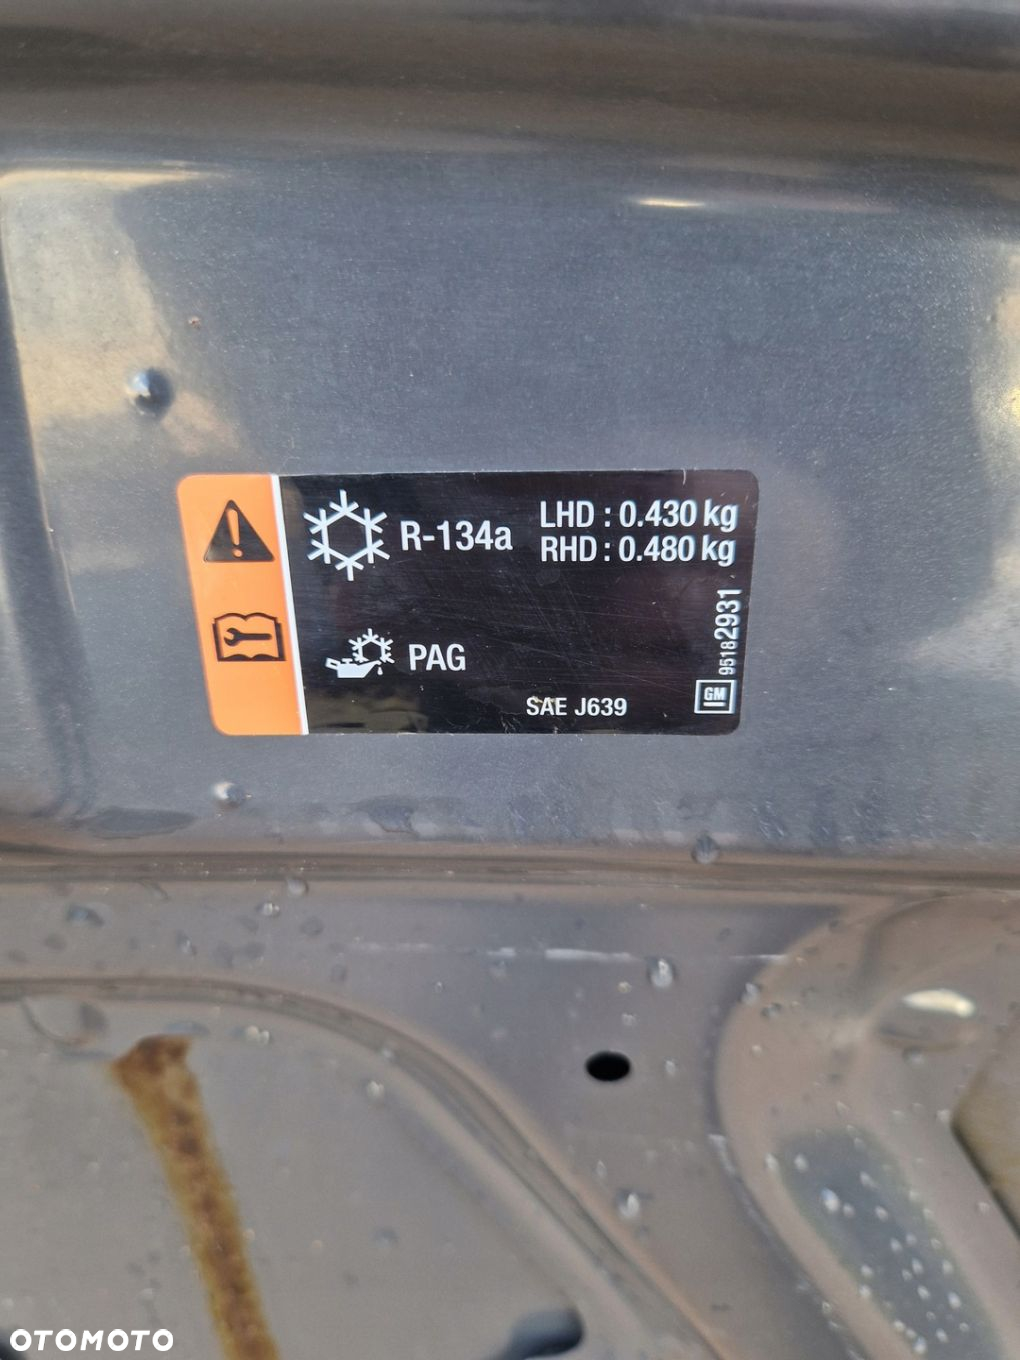 R-134a
LHD : 0.430 kg
RHD : 0.480 kg
PAG
SAE J639
95182931
GM
OTOMOTO